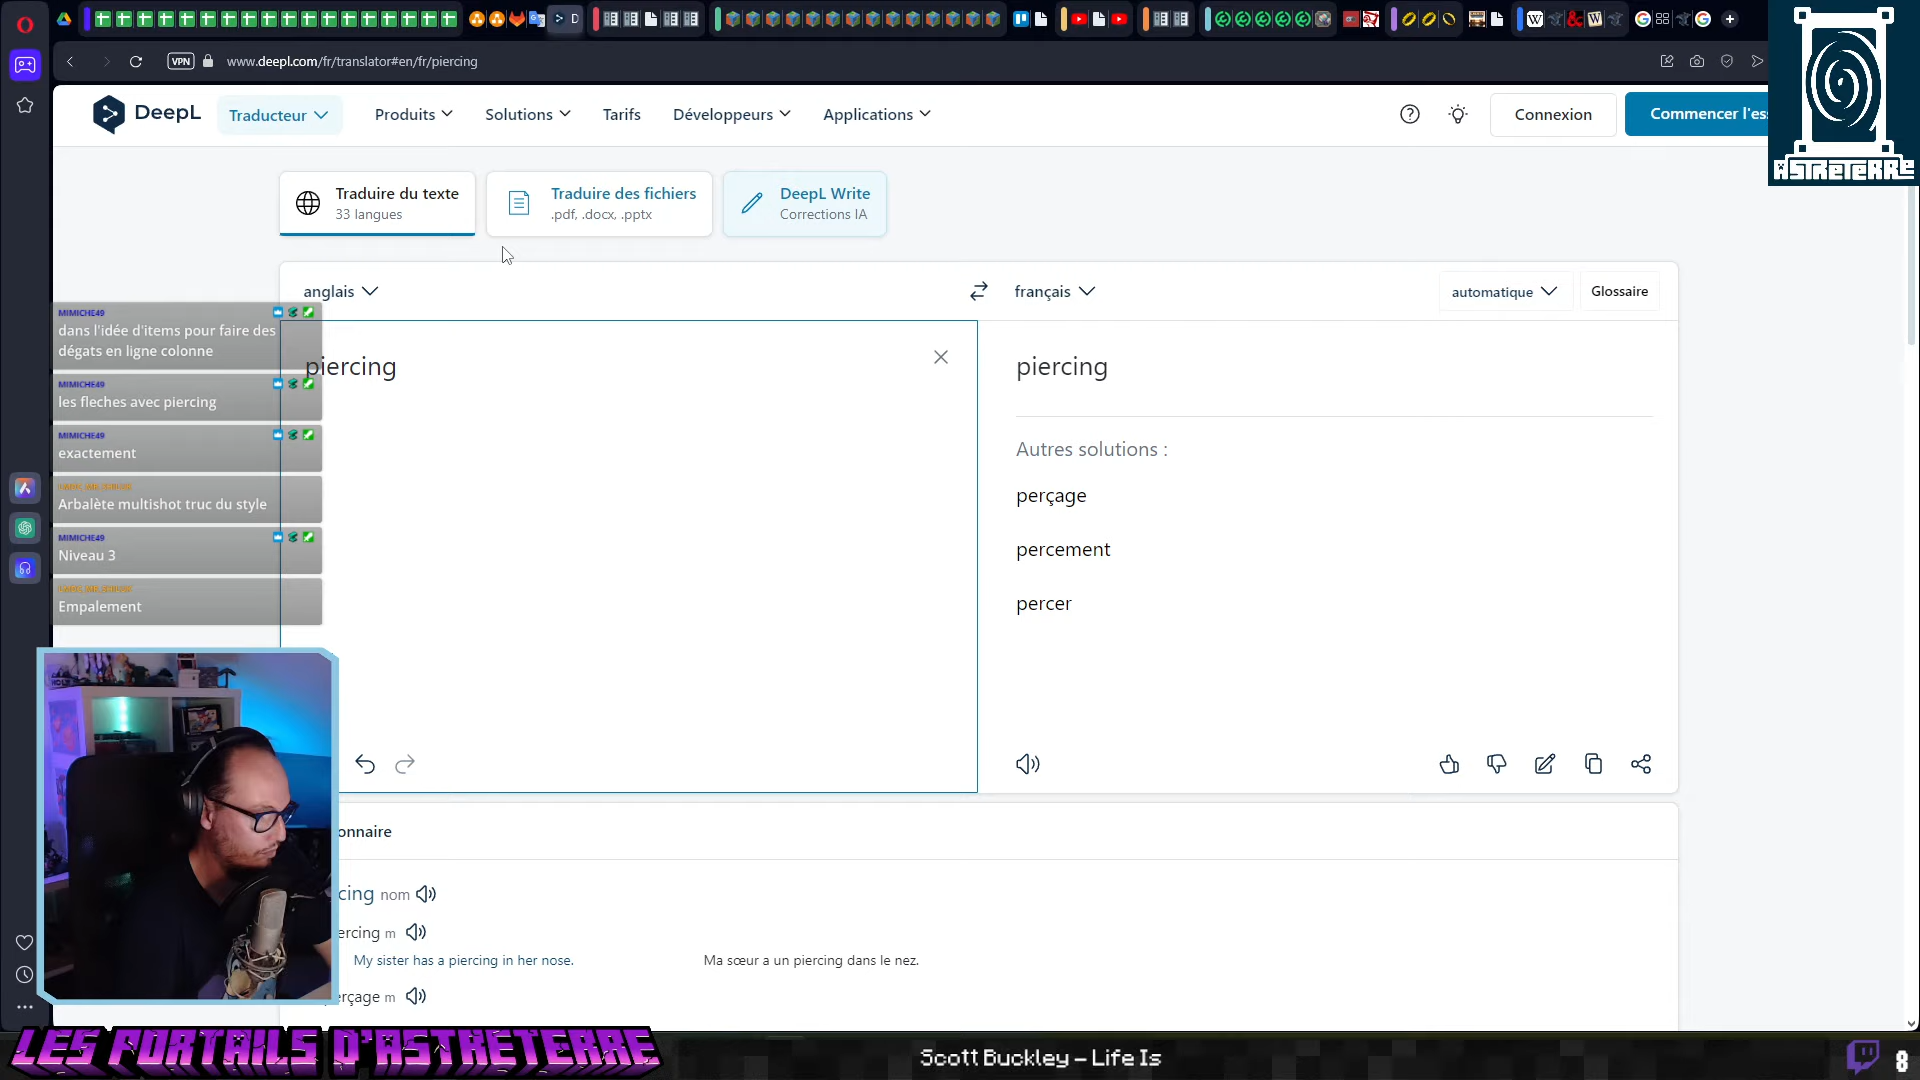 VPN
www.deepl.com/fr/translator#en/fr/piercing
DeepL
Traducteur
Produits
Solutions
Tarifs
Développeurs
Applications
Connexion
Commencer l'es
ASTRETERRE
Traduire du texte
33 langues
Traduire des fichiers
.pdf, .docx, .pptx
DeepL Write
Corrections IA
anglais
français
automatique
Glossaire
MIMICHE49
dans l'idée d'items pour faire des
dégats en ligne colonne
MIMICHE49
les fleches avec piercing
MIMICHE49
exactement
Arbalète multishot truc du style
MIMICHE49
Niveau 3
Empalement
piercing
piercing
Autres solutions :
perçage
percement
percer
onnaire
cing nom
ercing m
My sister has a piercing in her nose.
Ma sœur a un piercing dans le nez.
erçage m
LES PORTAILS D'ASTRETERRE
Scott Buckley – Life Is
8